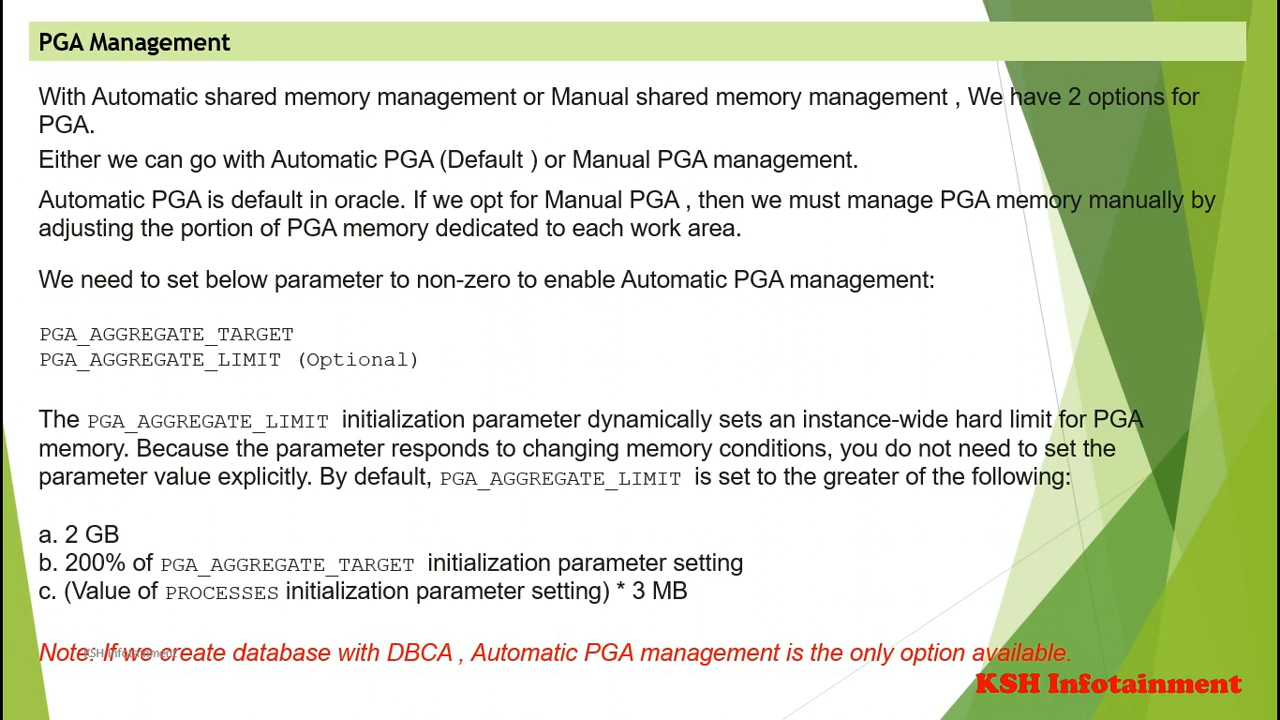 PGA Management
With Automatic shared memory management or Manual shared memory management , We have 2 options for
PGA.
Either we can go with Automatic PGA (Default ) or Manual PGA management.
Automatic PGA is default in oracle. If we opt for Manual PGA , then we must manage PGA memory manually by
adjusting the portion of PGA memory dedicated to each work area.
We need to set below parameter to non-zero to enable Automatic PGA management:
PGA_AGGREGATE_TARGET
PGA_AGGREGATE_LIMIT (Optional)
The PGA_AGGREGATE_LIMIT initialization parameter dynamically sets an instance-wide hard limit for PGA
memory. Because the parameter responds to changing memory conditions, you do not need to set the
parameter value explicitly. By default, PGA_AGGREGATE_LIMIT is set to the greater of the following:
a. 2 GB
b. 200% of PGA_AGGREGATE_TARGET initialization parameter setting
c. (Value of PROCESSES initialization parameter setting) * 3 MB
Note: If we create database with DBCA , Automatic PGA management is the only option available.
KSH Infotainment
KSH Infotainment